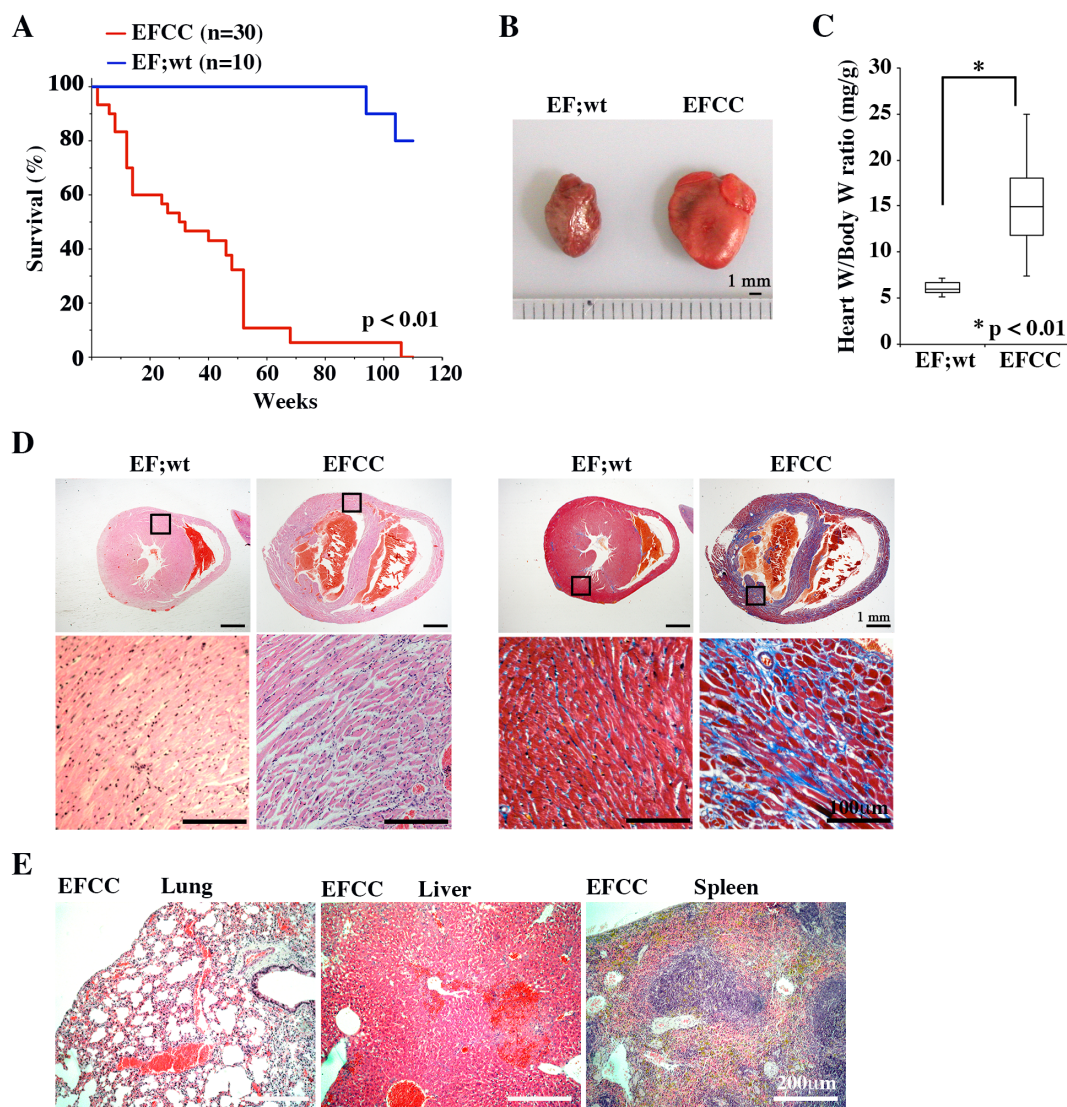 A
EFCC (n=30)
EF;wt (n=10)
100
80
60
40
20
0
Survival (%)
p < 0.01
20
40
60
80
100
120
Weeks
B
EF;wt
EFCC
1 mm
C
30
25
20
15
10
5
0
Heart W/Body W ratio (mg/g)
*
* p < 0.01
EF;wt
EFCC
D
EF;wt
EFCC
EF;wt
EFCC
1 mm
100µm
E
EFCC Lung
EFCC Liver
EFCC Spleen
200µm